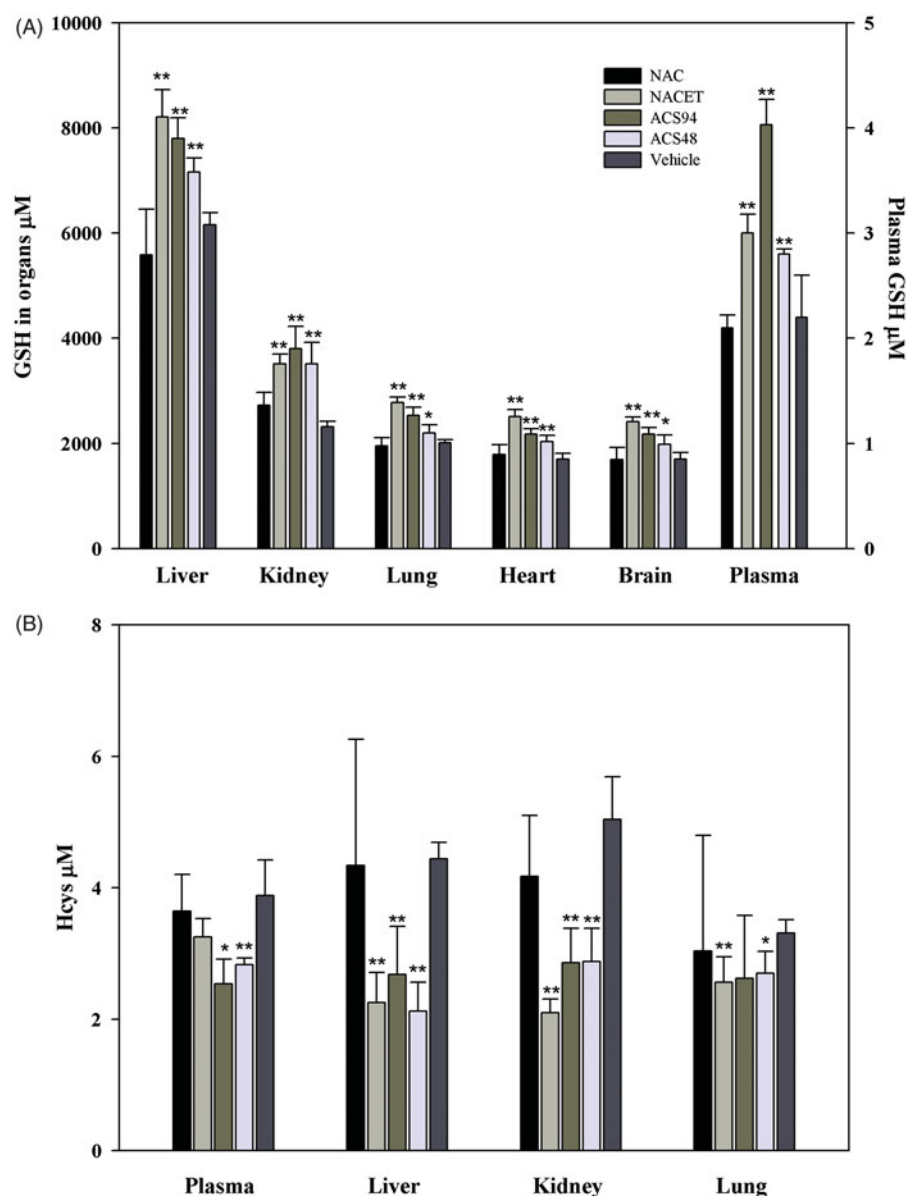 (A)
10000
8000
6000
4000
2000
0
GSH in organs µM
5
4
3
2
1
0
Plasma GSH µM
NAC
NACET
ACS94
ACS48
Vehicle
** ** **
** ** **
** ** *
** ** **
** ** *
** ** **
Liver Kidney Lung Heart Brain Plasma
(B)
8
6
4
2
0
Hcys µM
* **
** ** **
** ** **
** *
Plasma Liver Kidney Lung